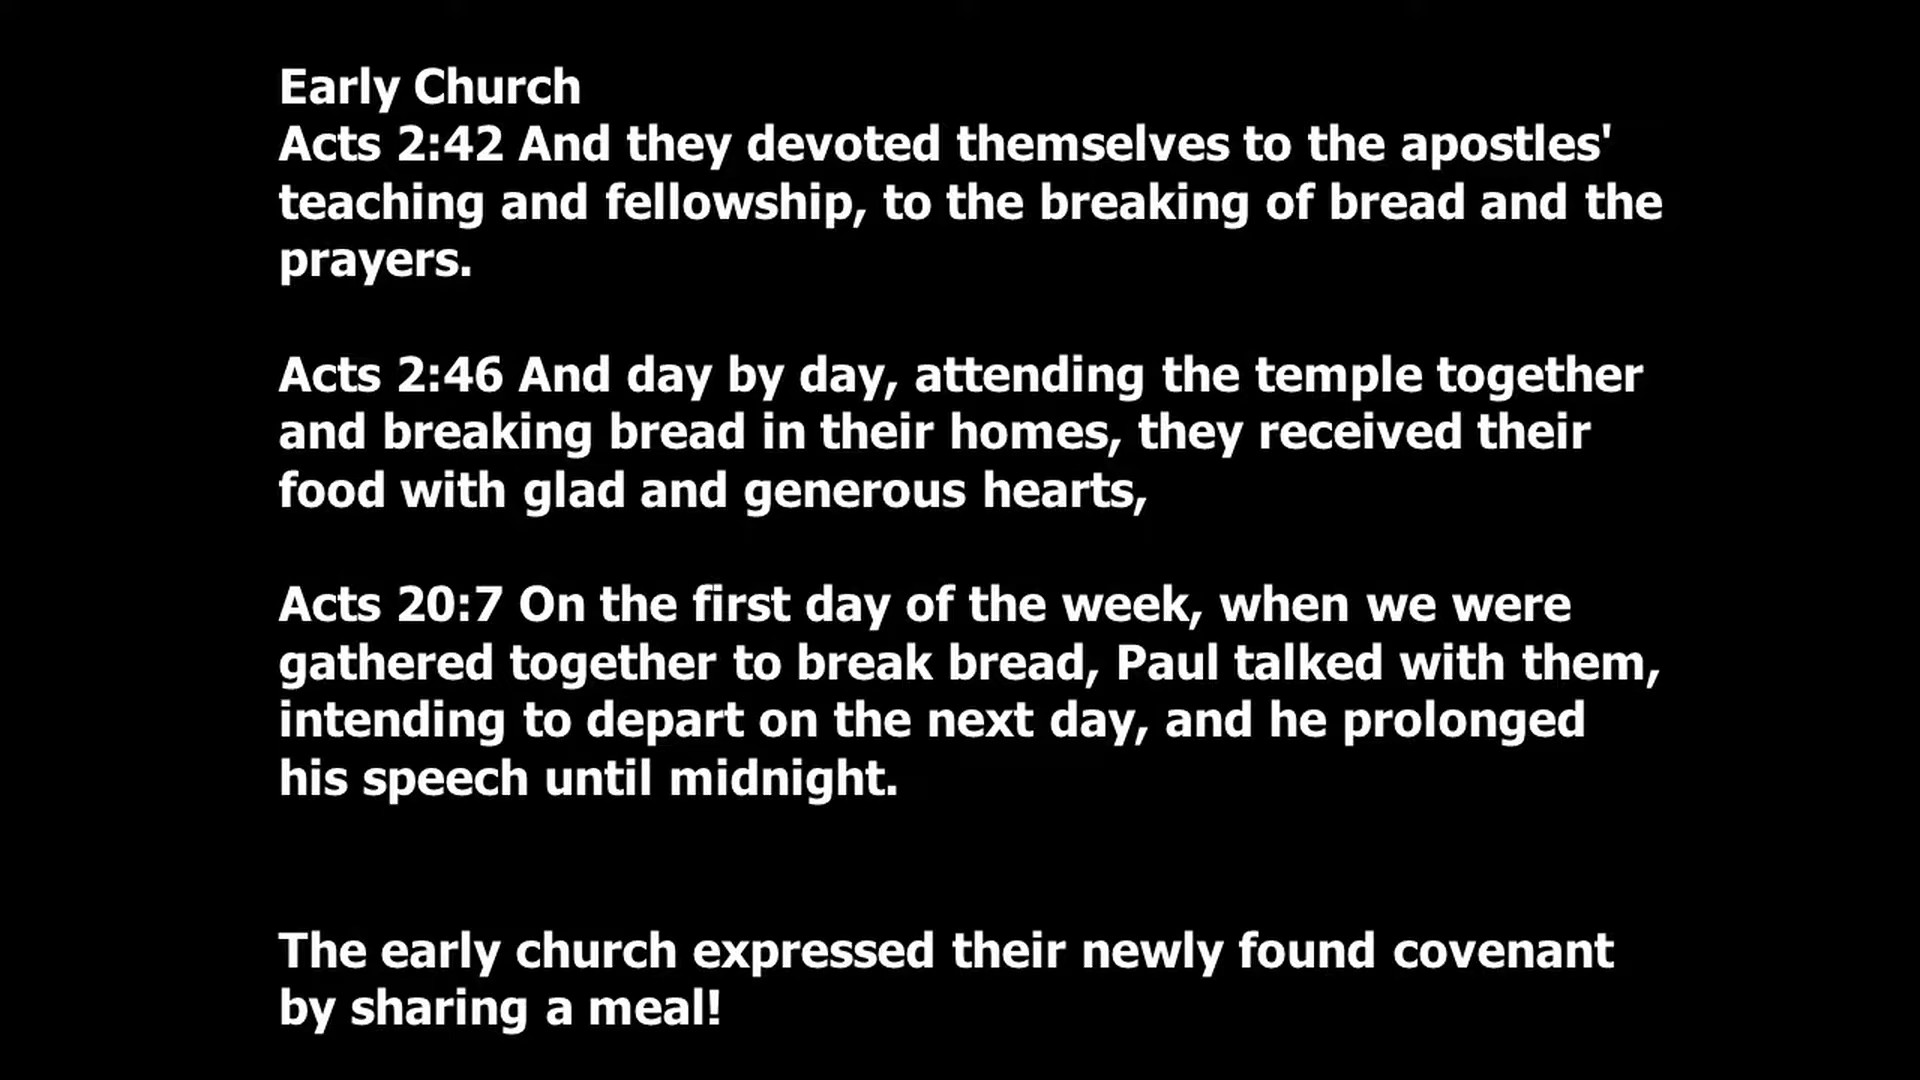 Early Church
Acts 2:42 And they devoted themselves to the apostles'
teaching and fellowship, to the breaking of bread and the
prayers.
Acts 2:46 And day by day, attending the temple together
and breaking bread in their homes, they received their
food with glad and generous hearts,
Acts 20:7 On the first day of the week, when we were
gathered together to break bread, Paul talked with them,
intending to depart on the next day, and he prolonged
his speech until midnight.
The early church expressed their newly found covenant
by sharing a meal!